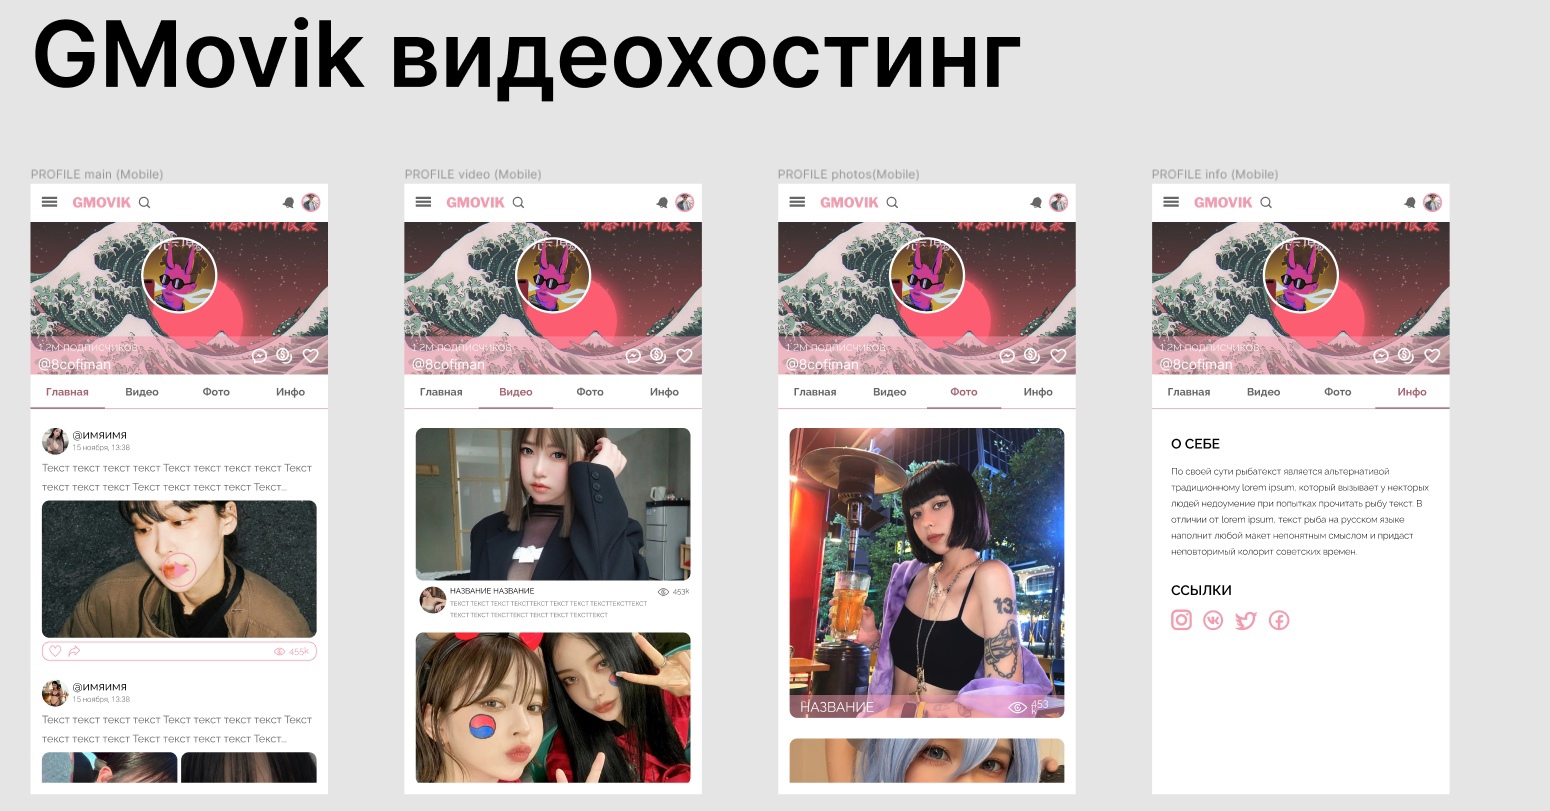 GMovik видеохостинг
PROFILE main (Mobile)
GMOVIK
1.2М ПОДПИСЧИКОВ
@8cofiman
Главная Видео Фото Инфо
@ИМЯИМЯ
15 ноября, 13:38
Текст текст текст текст Текст текст текст текст Текст
текст текст текст Текст текст текст текст Текст...
455k
@ИМЯИМЯ
15 ноября, 13:38
Текст текст текст текст Текст текст текст текст Текст
текст текст текст Текст текст текст текст Текст...
PROFILE video (Mobile)
GMOVIK
1.2М ПОДПИСЧИКОВ
@8cofiman
Главная Видео Фото Инфо
НАЗВАНИЕ НАЗВАНИЕ
453k
ТЕКСТ ТЕКСТ ТЕКСТ ТЕКСТТЕКСТ ТЕКСТ ТЕКСТ ТЕКСТТЕКСТТЕКСТ
ТЕКСТ ТЕКСТ ТЕКСТТЕКСТ ТЕКСТ ТЕКСТ ТЕКСТТЕКСТ
PROFILE photos(Mobile)
GMOVIK
1.2М ПОДПИСЧИКОВ
@8cofiman
Главная Видео Фото Инфо
13
НАЗВАНИЕ
453
k
PROFILE info (Mobile)
GMOVIK
1.2М ПОДПИСЧИКОВ
@8cofiman
Главная Видео Фото Инфо
О СЕБЕ
По своей сути рыбатекст является альтернативой
традиционному lorem ipsum, который вызывает у некторых
людей недоумение при попытках прочитать рыбу текст. В
отличии от lorem ipsum, текст рыба на русском языке
наполнит любой макет непонятным смыслом и придаст
неповторимый колорит советских времен.
ССЫЛКИ